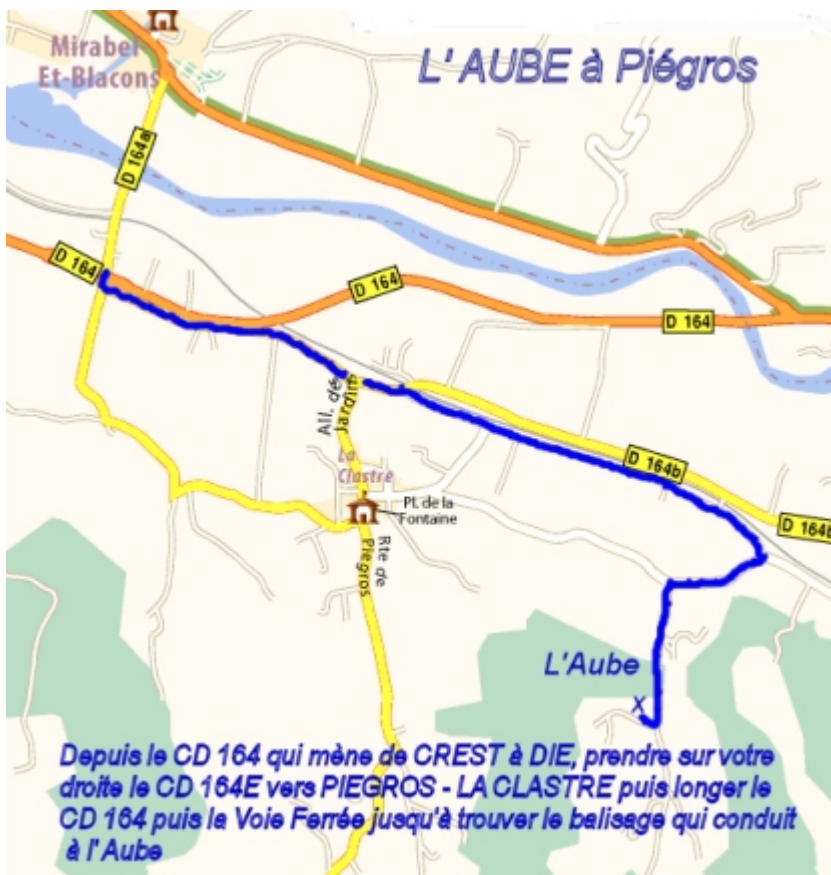 Mirabel-
Et-Blacons
L' AUBE à Piégros
D 164a
D 164
D 164
D 164
All. de
Jardin
La
Clastre
D 164b
Pl. de la
Fontaine
D 164b
Rte de
Piégros
L'Aube
X
Depuis le CD 164 qui mène de CREST à DIE, prendre sur votre
droite le CD 164E vers PIEGROS - LA CLASTRE puis longer le
CD 164 puis la Voie Ferrée jusqu'à trouver le balisage qui conduit
à l'Aube